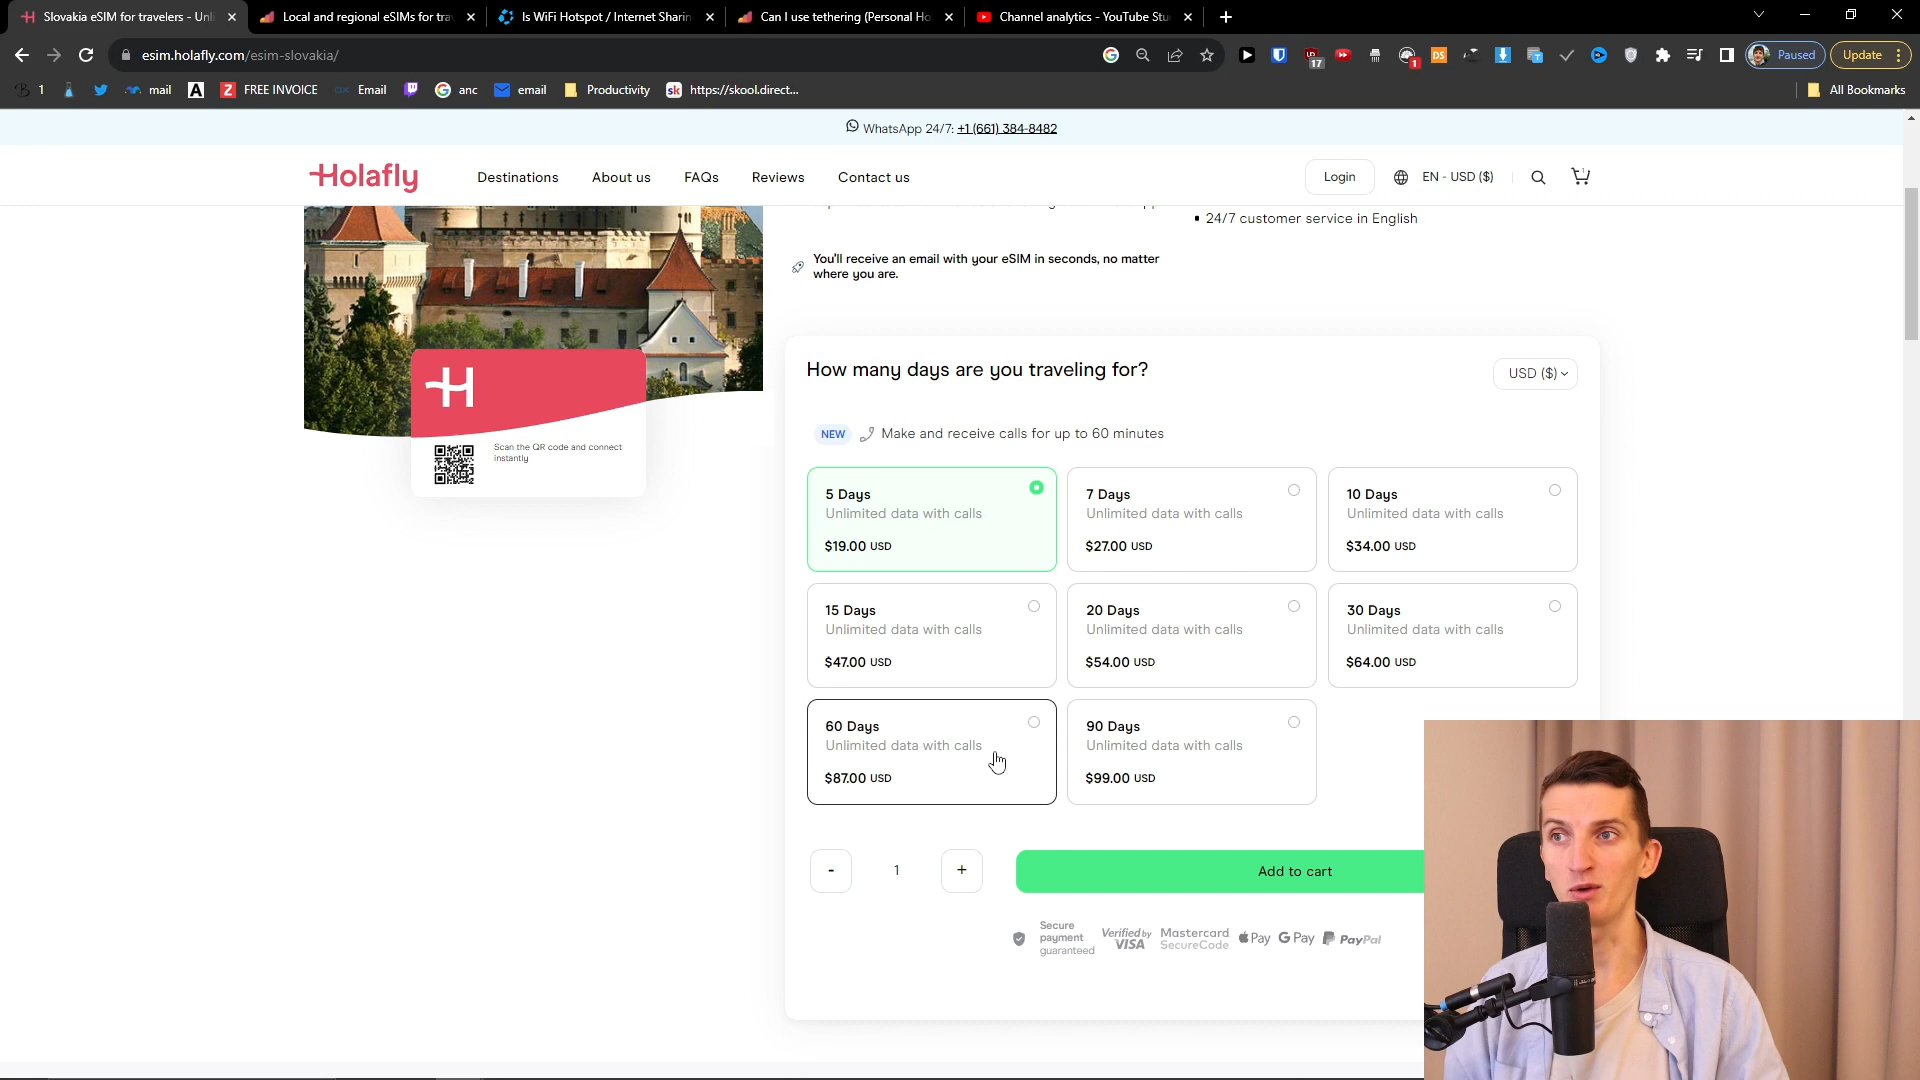 Slovakia eSIM for travelers - Unli
Local and regional eSIMs for tra
Is WiFi Hotspot / Internet Sharin
Can I use tethering (Personal Ho
Channel analytics - YouTube Stu
esim.holafly.com/esim-slovakia/
17
1
DS
Paused
Update
1
mail
A
Z FREE INVOICE
Email
anc
email
Productivity
sk https://skool.direct...
All Bookmarks
WhatsApp 24/7: +1 (661) 384-8482
Holafly
Destinations
About us
FAQs
Reviews
Contact us
Login
EN - USD ($)
1
24/7 customer service in English
You'll receive an email with your eSIM in seconds, no matter
where you are.
H
Scan the QR code and connect
instantly
How many days are you traveling for?
USD ($)
NEW Make and receive calls for up to 60 minutes
5 Days
Unlimited data with calls
$19.00 USD
7 Days
Unlimited data with calls
$27.00 USD
10 Days
Unlimited data with calls
$34.00 USD
15 Days
Unlimited data with calls
$47.00 USD
20 Days
Unlimited data with calls
$54.00 USD
30 Days
Unlimited data with calls
$64.00 USD
60 Days
Unlimited data with calls
$87.00 USD
90 Days
Unlimited data with calls
$99.00 USD
- 1 +
Add to cart
Secure
payment
guaranteed
Verified by
VISA
Mastercard
SecureCode
Pay
G Pay
PayPal